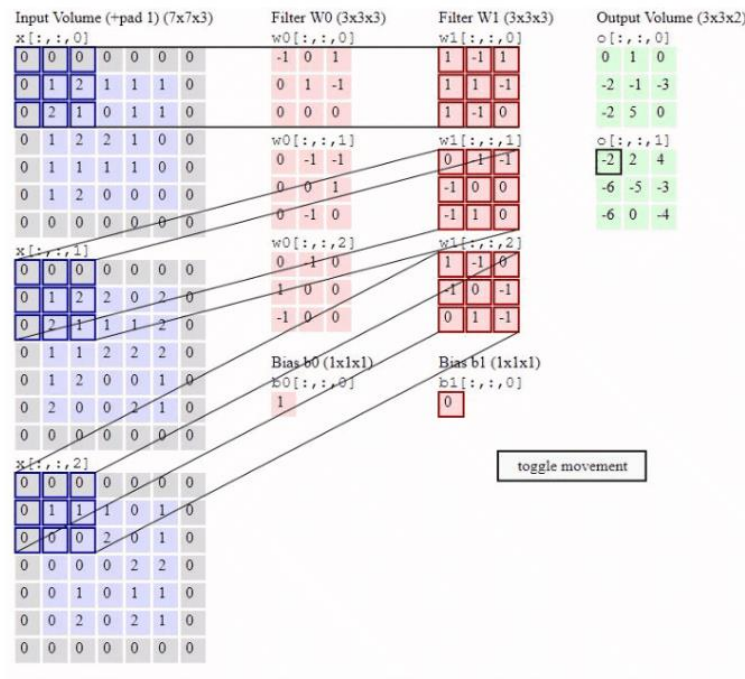 Input Volume (+pad 1) (7x7x3)
x[:,:,0]
0 0 0 0 0 0 0
0 1 2 1 1 1 0
0 2 1 0 1 1 0
0 1 2 2 1 0 0
0 1 1 1 1 0 0
0 1 2 0 0 0 0
0 0 0 0 0 0 0
x[:,:,1]
0 0 0 0 0 0 0
0 1 2 2 0 2 0
0 2 1 1 1 2 0
0 1 1 2 2 2 0
0 1 2 0 0 1 0
0 2 0 0 2 1 0
0 0 0 0 0 0 0
x[:,:,2]
0 0 0 0 0 0 0
0 1 1 1 0 1 0
0 0 0 2 0 1 0
0 0 0 0 2 2 0
0 0 1 0 1 1 0
0 0 2 0 2 1 0
0 0 0 0 0 0 0
Filter W0 (3x3x3)
w0[:,:,0]
-1 0 1
0 1 -1
0 0 0
w0[:,:,1]
0 -1 -1
0 0 1
0 -1 0
w0[:,:,2]
0 -1 0
1 0 0
-1 0 0
Bias b0 (1x1x1)
b0[:,:,0]
1
Filter W1 (3x3x3)
w1[:,:,0]
1 -1 1
1 1 -1
1 -1 0
w1[:,:,1]
0 -1
-1 0 0
-1 1 0
w1[:,:,2]
1 -1 0
-1 0 -1
0 1 -1
Bias b1 (1x1x1)
b1[:,:,0]
0
Output Volume (3x3x2)
o[:,:,0]
0 1 0
-2 -1 -3
-2 5 0
o[:,:,1]
-2 2 4
-6 -5 -3
-6 0 -4
toggle movement